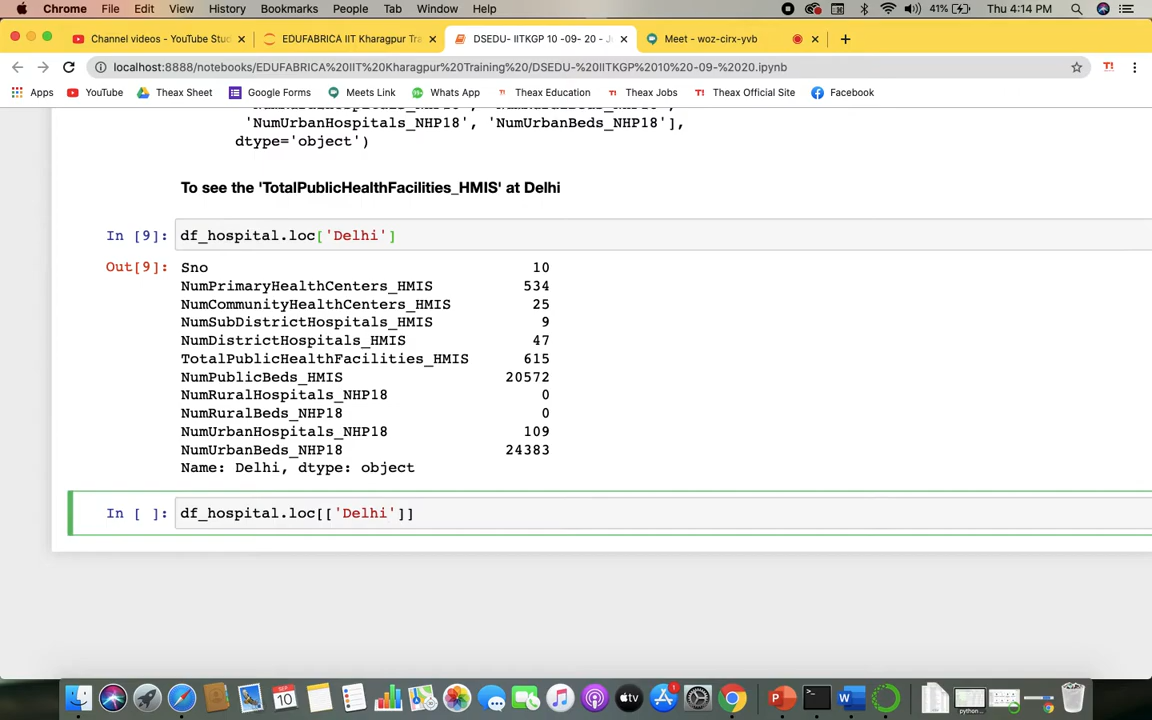 Chrome File Edit View History Bookmarks People Tab Window Help 41% Thu 4:14 PM
Channel videos - YouTube Stud EDUFABRICA IIT Kharagpur Tra DSEDU- IITKGP 10 -09- 20 - Ju Meet - woz-cirx-yvb
localhost:8888/notebooks/EDUFABRICA%20IIT%20Kharagpur%20Training%20/DSEDU-%20IITKGP%2010%20-09-%2020.ipynb
Apps YouTube Theax Sheet Google Forms Meets Link Whats App Theax Education Theax Jobs Theax Official Site Facebook
'NumUrbanHospitals_NHP18', 'NumUrbanBeds_NHP18'],
dtype='object')
To see the 'TotalPublicHealthFacilities_HMIS' at Delhi
In [9]: df_hospital.loc['Delhi']
Out[9]: Sno 10
NumPrimaryHealthCenters_HMIS 534
NumCommunityHealthCenters_HMIS 25
NumSubDistrictHospitals_HMIS 9
NumDistrictHospitals_HMIS 47
TotalPublicHealthFacilities_HMIS 615
NumPublicBeds_HMIS 20572
NumRuralHospitals_NHP18 0
NumRuralBeds_NHP18 0
NumUrbanHospitals_NHP18 109
NumUrbanBeds_NHP18 24383
Name: Delhi, dtype: object
In [ ]: df_hospital.loc[['Delhi']]